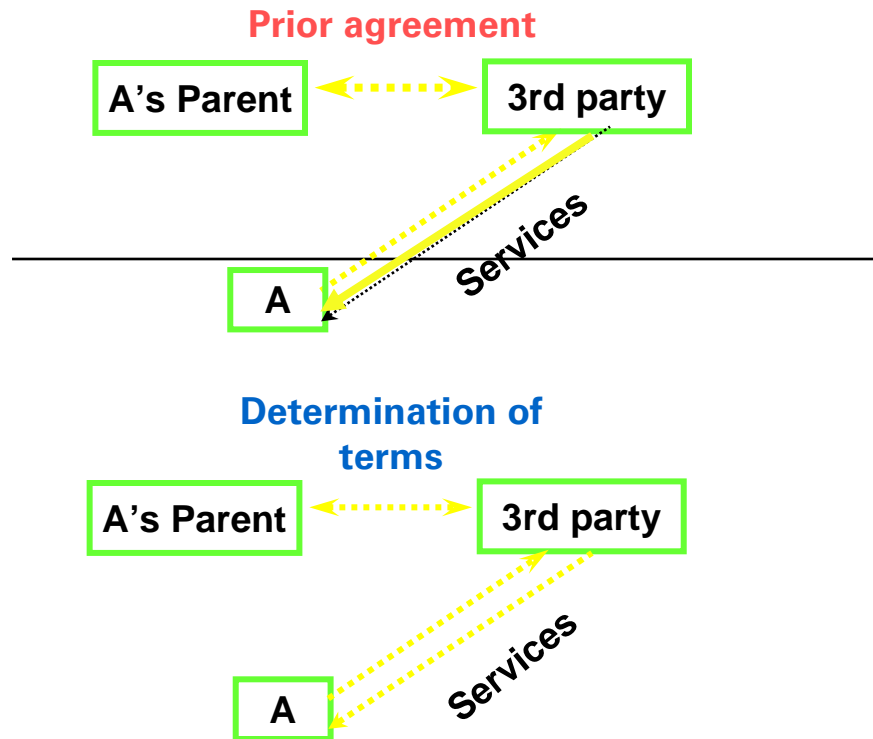 Prior agreement
A's Parent
3rd party
Services
A
Determination of
terms
A's Parent
3rd party
Services
A